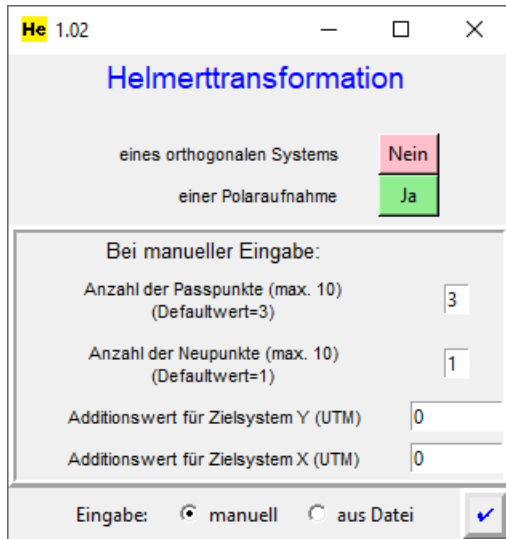 He 1.02
Helmerttransformation
eines orthogonalen Systems Nein
einer Polaraufnahme Ja
Bei manueller Eingabe:
Anzahl der Passpunkte (max. 10) 3
(Defaultwert=3)
Anzahl der Neupunkte (max. 10) 1
(Defaultwert=1)
Additionswert für Zielsystem Y (UTM) 0
Additionswert für Zielsystem X (UTM) 0
Eingabe: manuell aus Datei